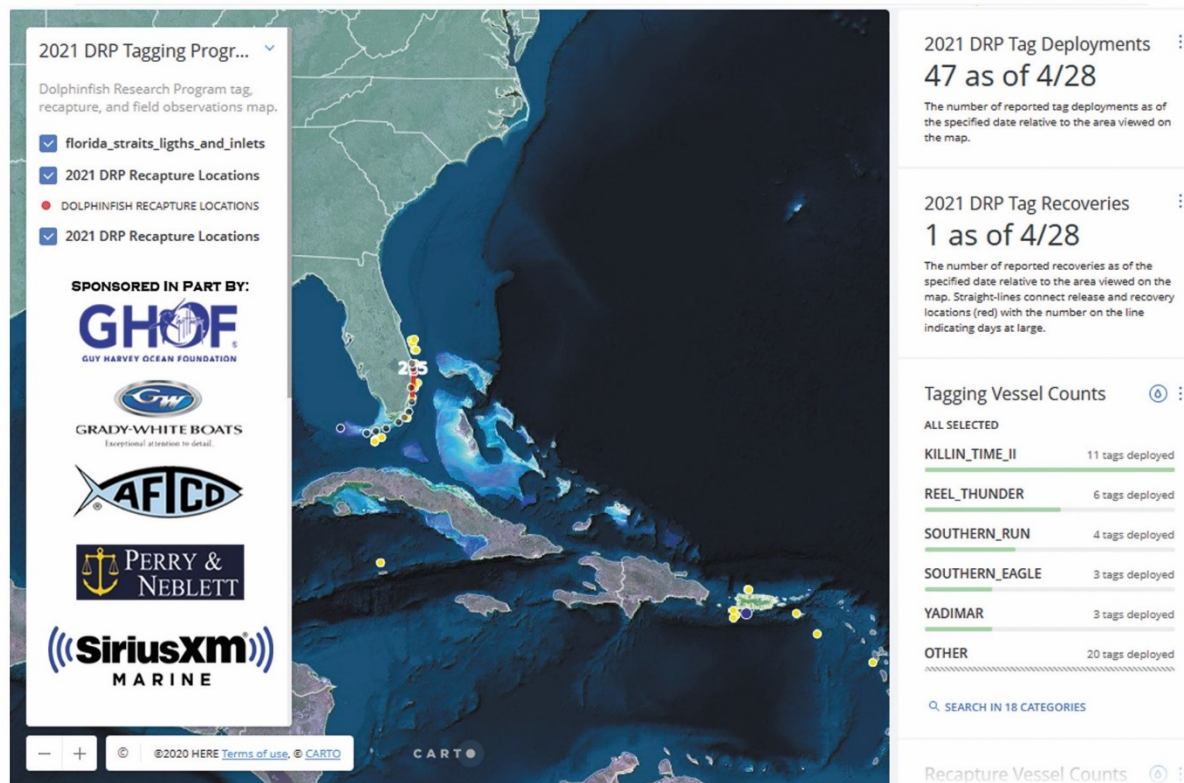 2021 DRP Tagging Progr...
Dolphinfish Research Program tag,
recapture, and field observations map.
florida_straits_ligths_and_inlets
2021 DRP Recapture Locations
DOLPHINFISH RECAPTURE LOCATIONS
2021 DRP Recapture Locations
SPONSORED IN PART BY:
GHOF
GUY HARVEY OCEAN FOUNDATION
GW
GRADY-WHITE BOATS
Exceptional attention to detail.
AFTCO
PERRY &
NEBLETT
SiriusXM
MARINE
− +
© ©2020 HERE Terms of use, © CARTO
CARTO
2021 DRP Tag Deployments
47 as of 4/28
The number of reported tag deployments as of
the specified date relative to the area viewed on
the map.
2021 DRP Tag Recoveries
1 as of 4/28
The number of reported recoveries as of the
specified date relative to the area viewed on the
map. Straight-lines connect release and recovery
locations (red) with the number on the line
indicating days at large.
Tagging Vessel Counts
ALL SELECTED
KILLIN_TIME_II 11 tags deployed
REEL_THUNDER 6 tags deployed
SOUTHERN_RUN 4 tags deployed
SOUTHERN_EAGLE 3 tags deployed
YADIMAR 3 tags deployed
OTHER 20 tags deployed
SEARCH IN 18 CATEGORIES
Recapture Vessel Counts